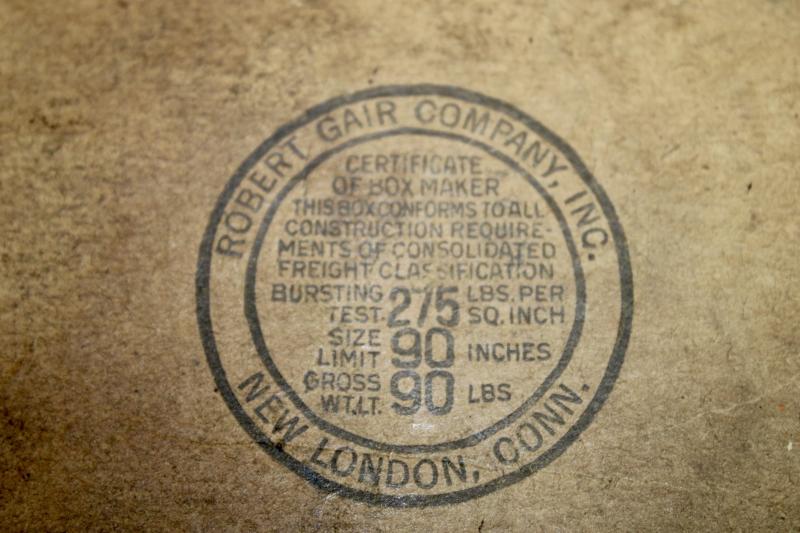 ROBERT GAIR COMPANY, INC.
CERTIFICATE
OF BOX MAKER
THIS BOX CONFORMS TO ALL
CONSTRUCTION REQUIRE-
MENTS OF CONSOLIDATED
FREIGHT CLASSIFICATION
BURSTING TEST 275 LBS. PER SQ. INCH
SIZE LIMIT 90 INCHES
GROSS WT. LT. 90 LBS
NEW LONDON, CONN.